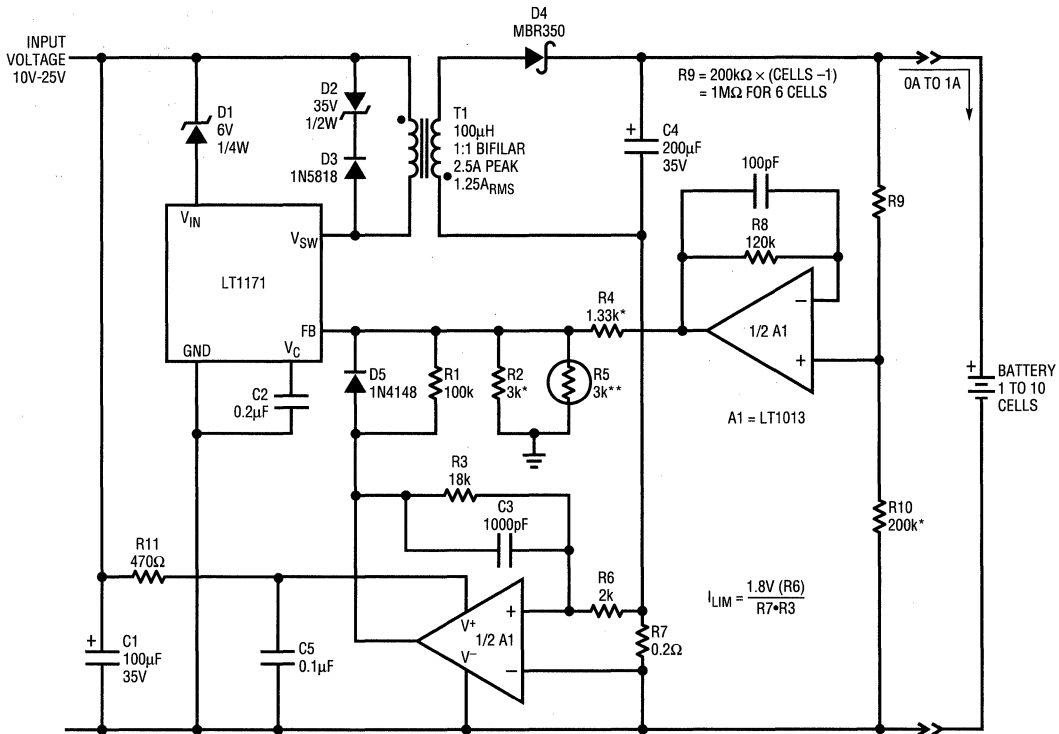 INPUT
VOLTAGE
10V-25V
D1
6V
1/4W
D2
35V
1/2W
D3
1N5818
T1
100µH
1:1 BIFILAR
2.5A PEAK
1.25ARMS
D4
MBR350
R9 = 200kΩ × (CELLS –1)
= 1MΩ FOR 6 CELLS
0A TO 1A
+
C4
200µF
35V
100pF
R8
120k
R9
VIN
VSW
LT1171
FB
GND
VC
C2
0.2µF
D5
1N4148
R1
100k
R2
3k*
R5
3k**
R4
1.33k*
–
1/2 A1
+
A1 = LT1013
+
BATTERY
1 TO 10
CELLS
R3
18k
C3
1000pF
R10
200k*
R11
470Ω
R6
2k
ILIM = 1.8V (R6)
R7•R3
+
C1
100µF
35V
C5
0.1µF
V+
V–
1/2 A1
+
–
R7
0.2Ω